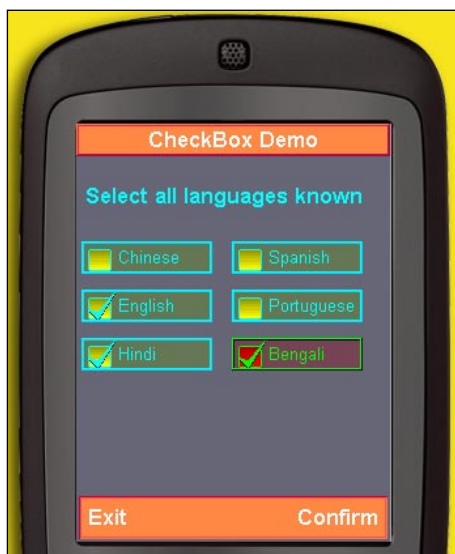 CheckBox Demo
Select all languages known
Chinese
Spanish
English
Portuguese
Hindi
Bengali
Exit
Confirm